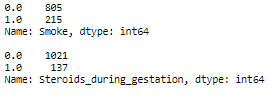 0.0    805
1.0    215
Name: Smoke, dtype: int64
0.0    1021
1.0     137
Name: Steroids_during_gestation, dtype: int64